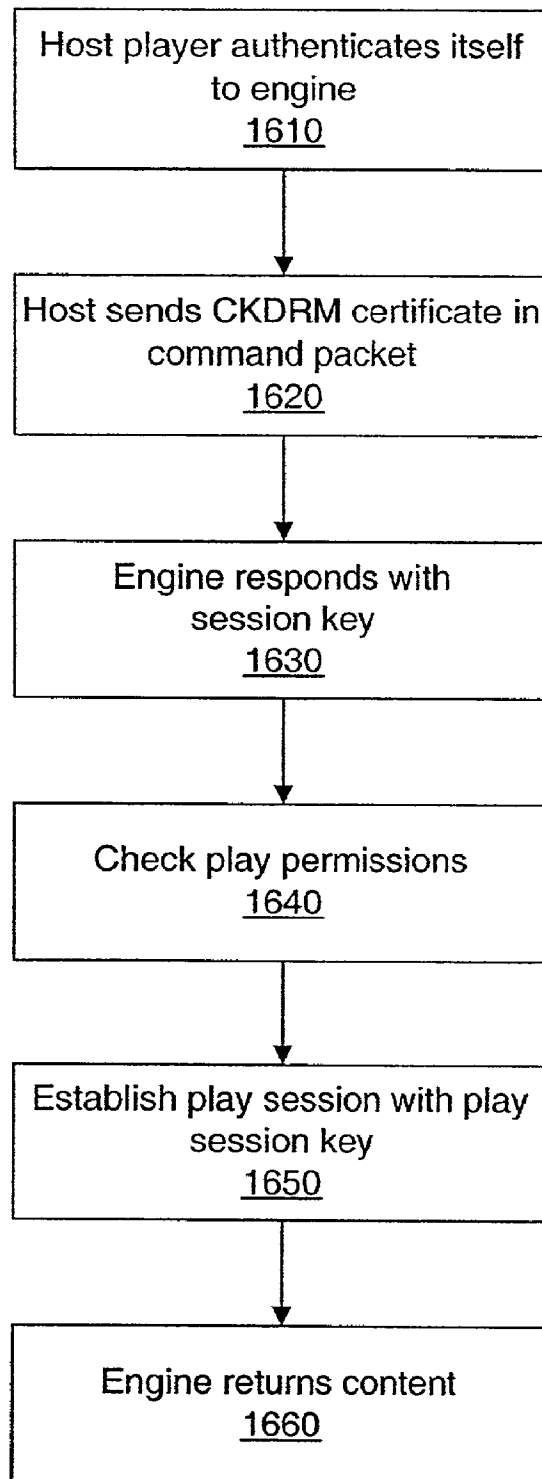 Host player authenticates itself
to engine
1610
Host sends CKDRM certificate in
command packet
1620
Engine responds with
session key
1630
Check play permissions
1640
Establish play session with play
session key
1650
Engine returns content
1660